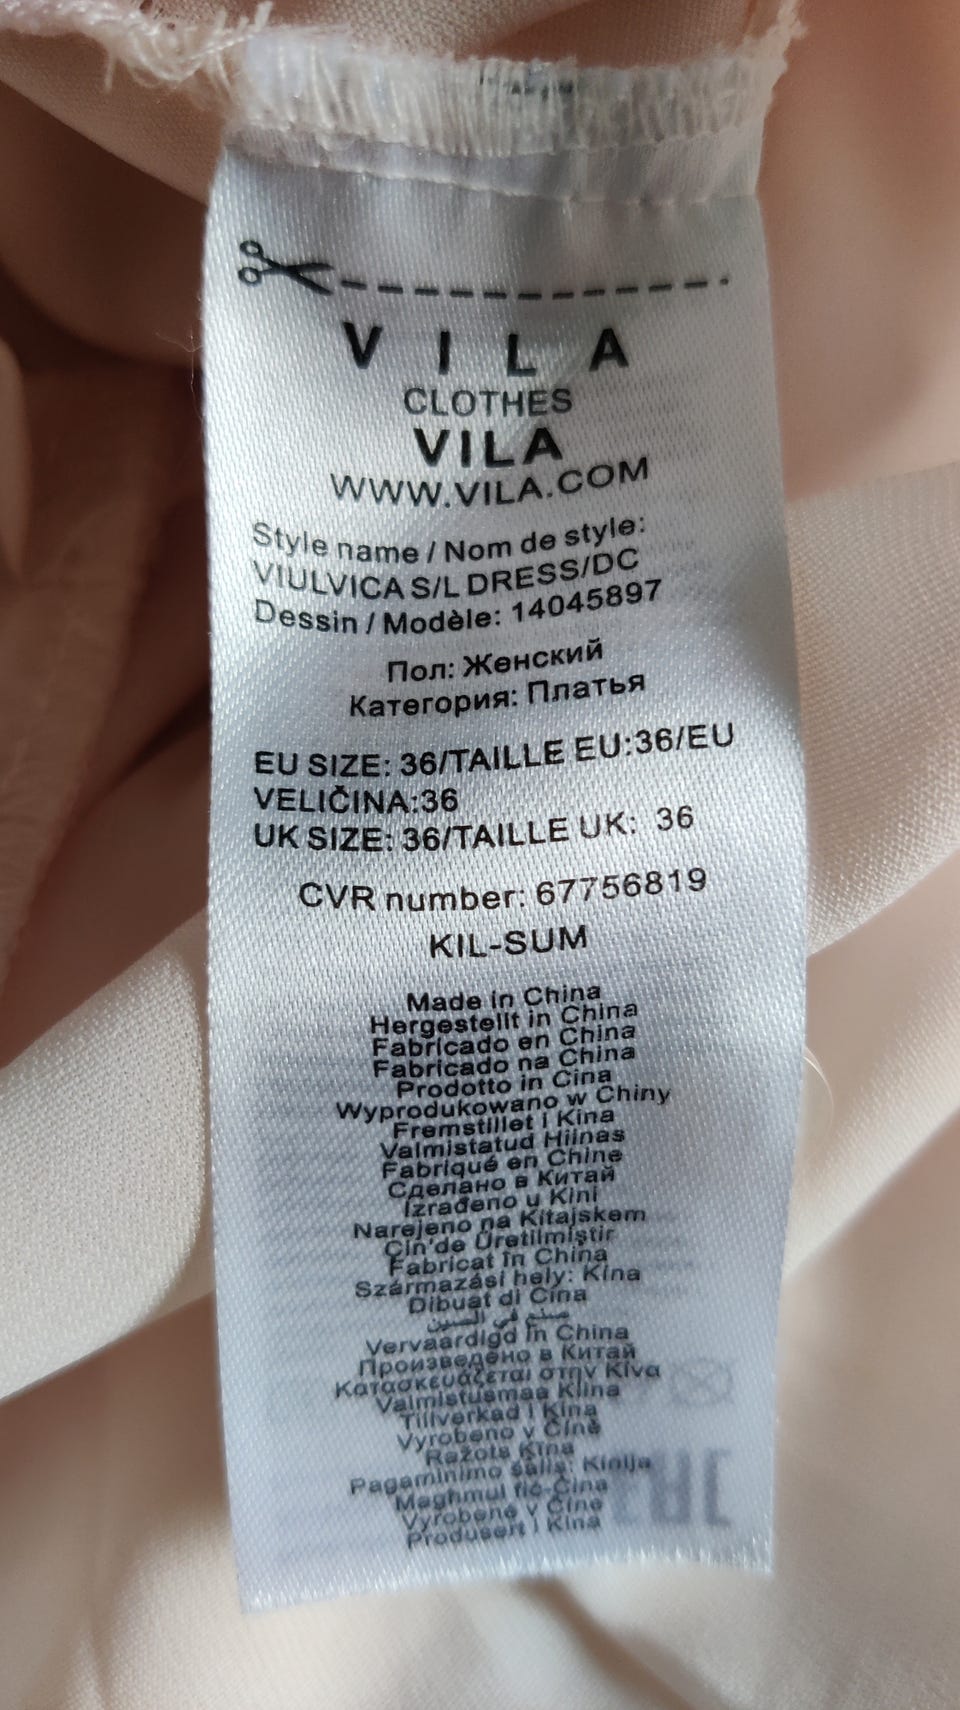 VILA
CLOTHES
VILA
WWW.VILA.COM
Style name / Nom de style:
VIULVICA S/L DRESS/DC
Dessin / Modèle: 14045897
Пол: Женский
Категория: Платья
EU SIZE: 36/TAILLE EU:36/EU
VELIČINA:36
UK SIZE: 36/TAILLE UK: 36
CVR number: 67756819
KIL-SUM
Made in China
Hergestellt in China
Fabricado en China
Fabricado na China
Prodotto in Cina
Wyprodukowano w Chiny
Fremstillet i Kina
Valmistatud Hiinas
Fabriqué en Chine
Сделано в Китай
Izrađeno u Kini
Narejeno na Kitajskem
Çin'de Üretilmiştir
Fabricat în China
Származási hely: Kína
Dibuat di Cina
صنع في الصين
Vervaardigd in China
Произведено в Китай
Κατασκευάζεται στην Κίνα
Valmistusmaa Kiina
Tillverkad i Kina
Vyrobeno v Číně
Ražots Ķīna
Pagaminimo šalis: Kinija
Maghmul fiċ-Ċina
Vyrobené v Číne
Produsert i Kina